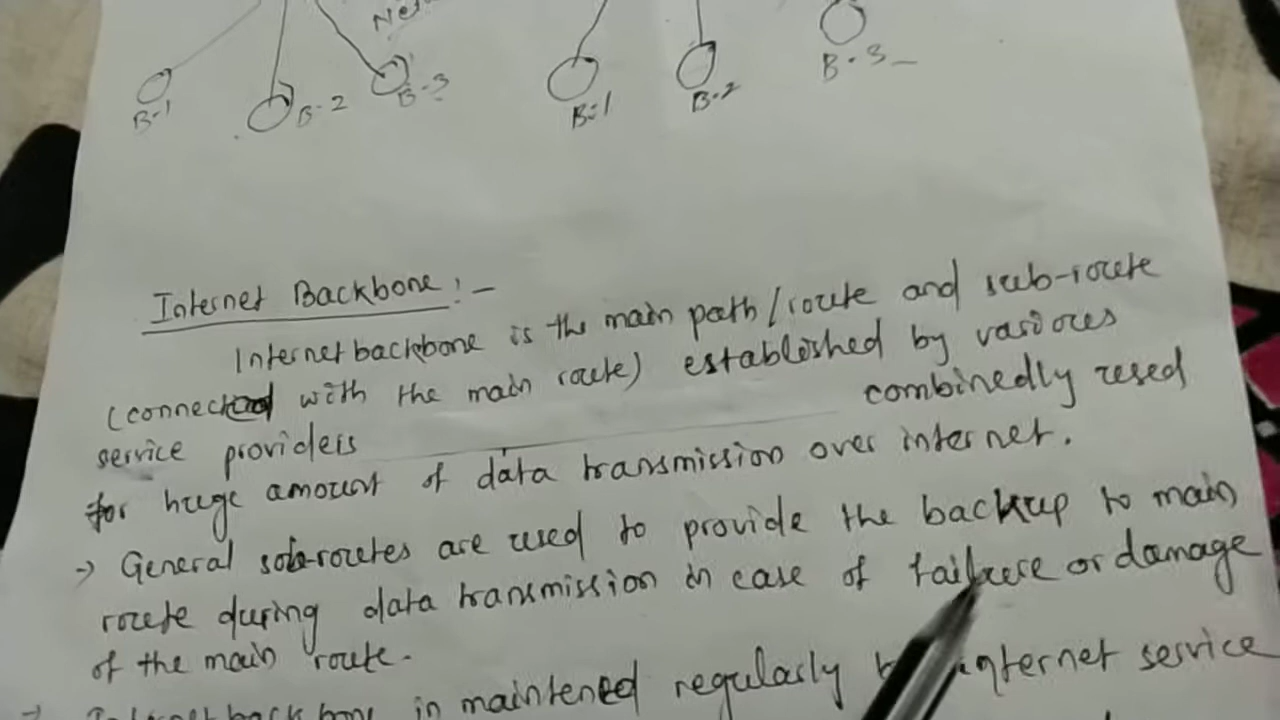 B-1
B-2
B-3
B-1
B-2
B-3
Internet Backbone :-
Internet backbone is the main path / route and sub-route
(connected with the main route) established by various
service providers combinedly used
for huge amount of data transmission over internet.
→ General sub-routes are used to provide the backup to main
route during data transmission in case of failure or damage
of the main route.
→ Internet backbone in maintened regularly by internet service